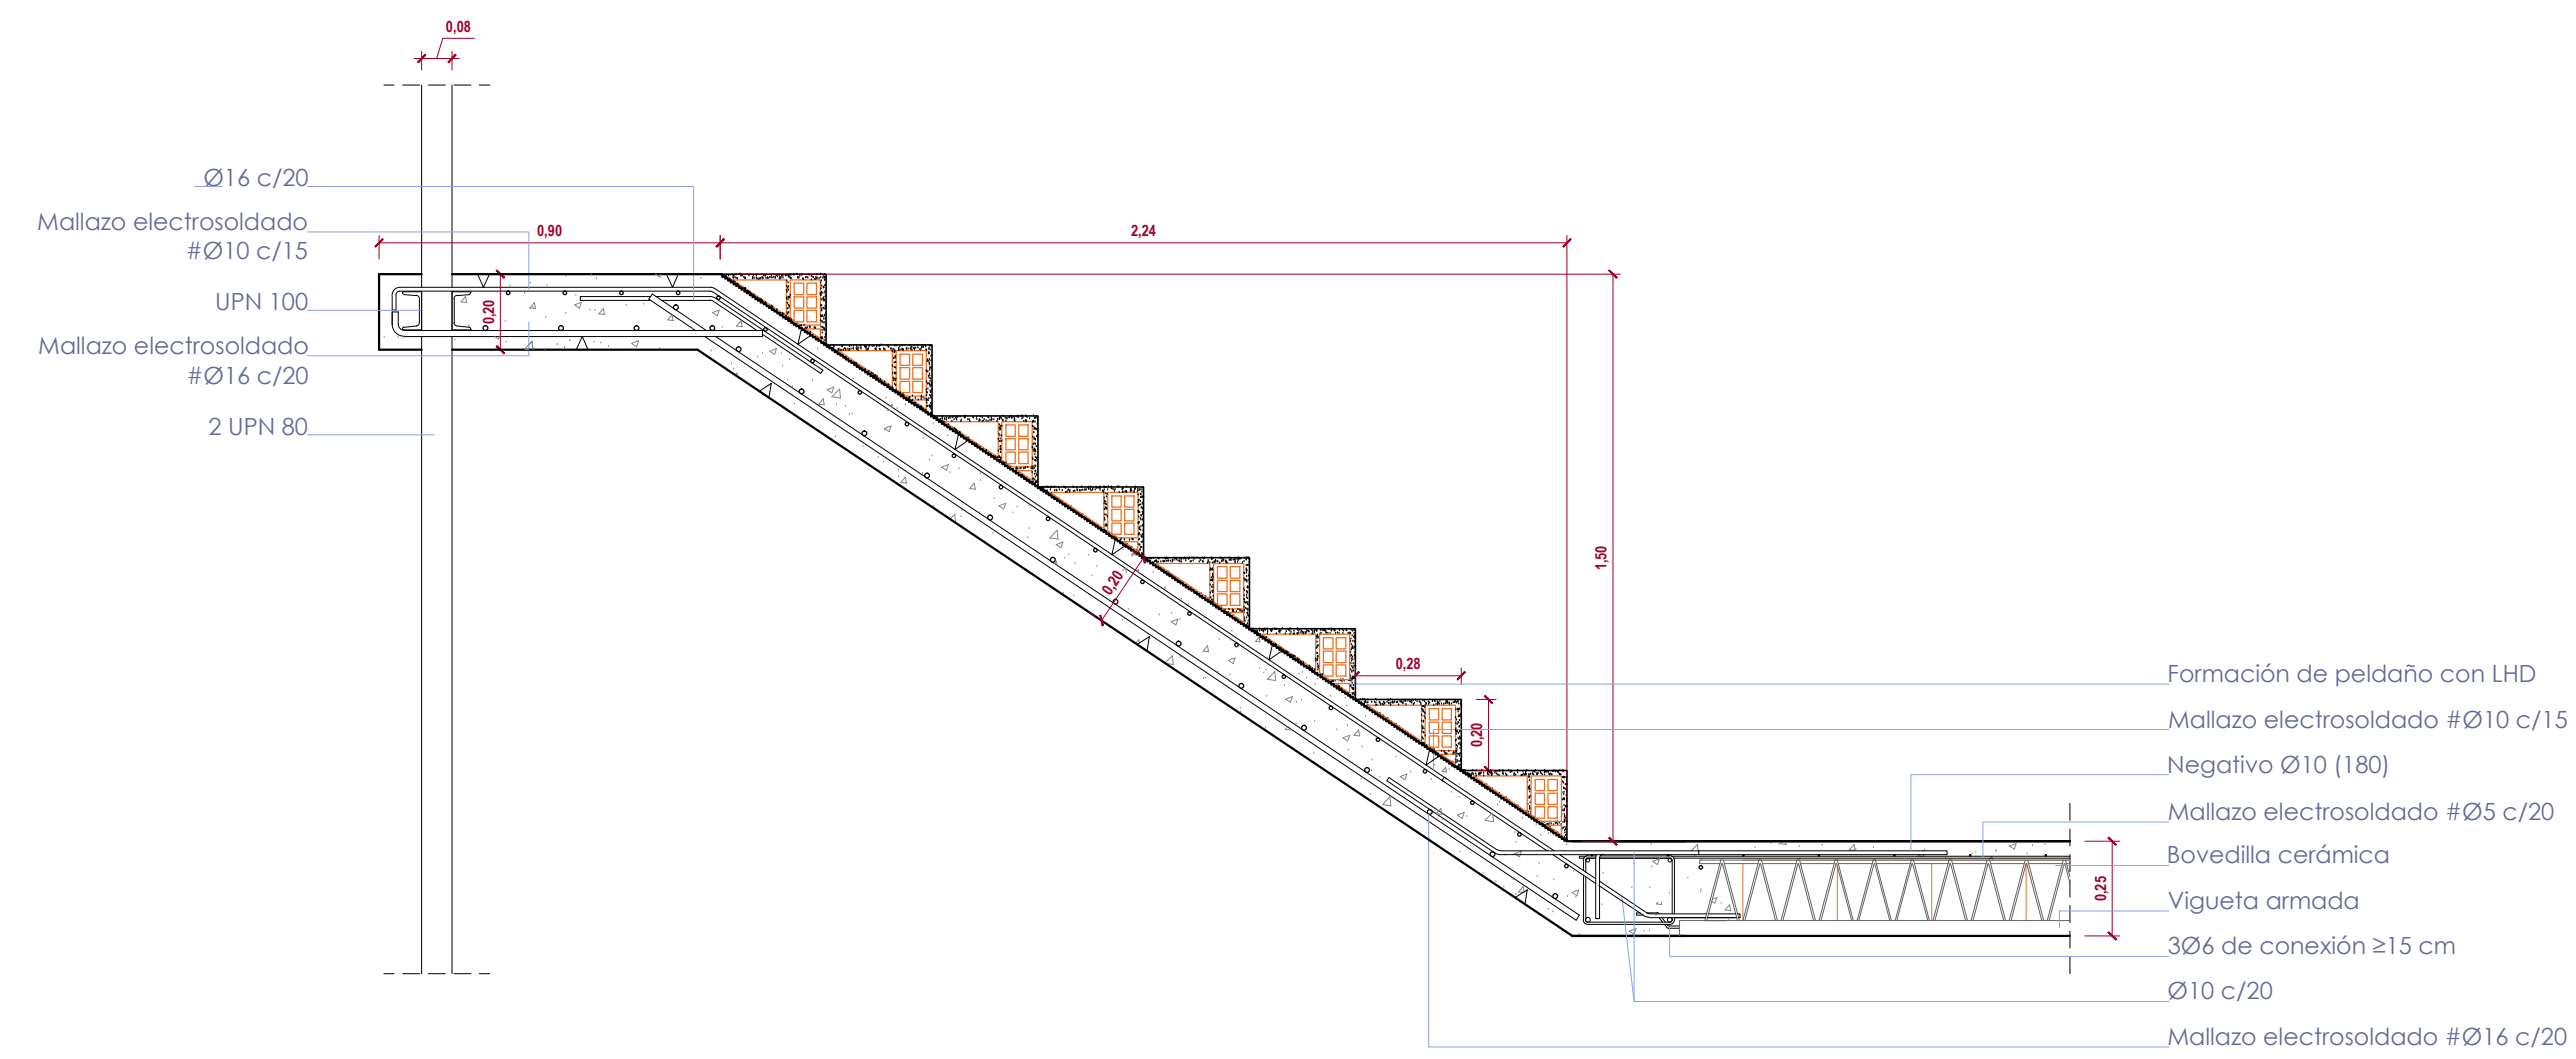 0,08
Ø16 c/20
Mallazo electrosoldado
#Ø10 c/15
UPN 100
Mallazo electrosoldado
#Ø16 c/20
2 UPN 80
0,90
2,24
0,20
1,50
0,20
0,28
0,20
0,25
Formación de peldaño con LHD
Mallazo electrosoldado #Ø10 c/15
Negativo Ø10 (180)
Mallazo electrosoldado #Ø5 c/20
Bovedilla cerámica
Vigueta armada
3Ø6 de conexión ≥15 cm
Ø10 c/20
Mallazo electrosoldado #Ø16 c/20